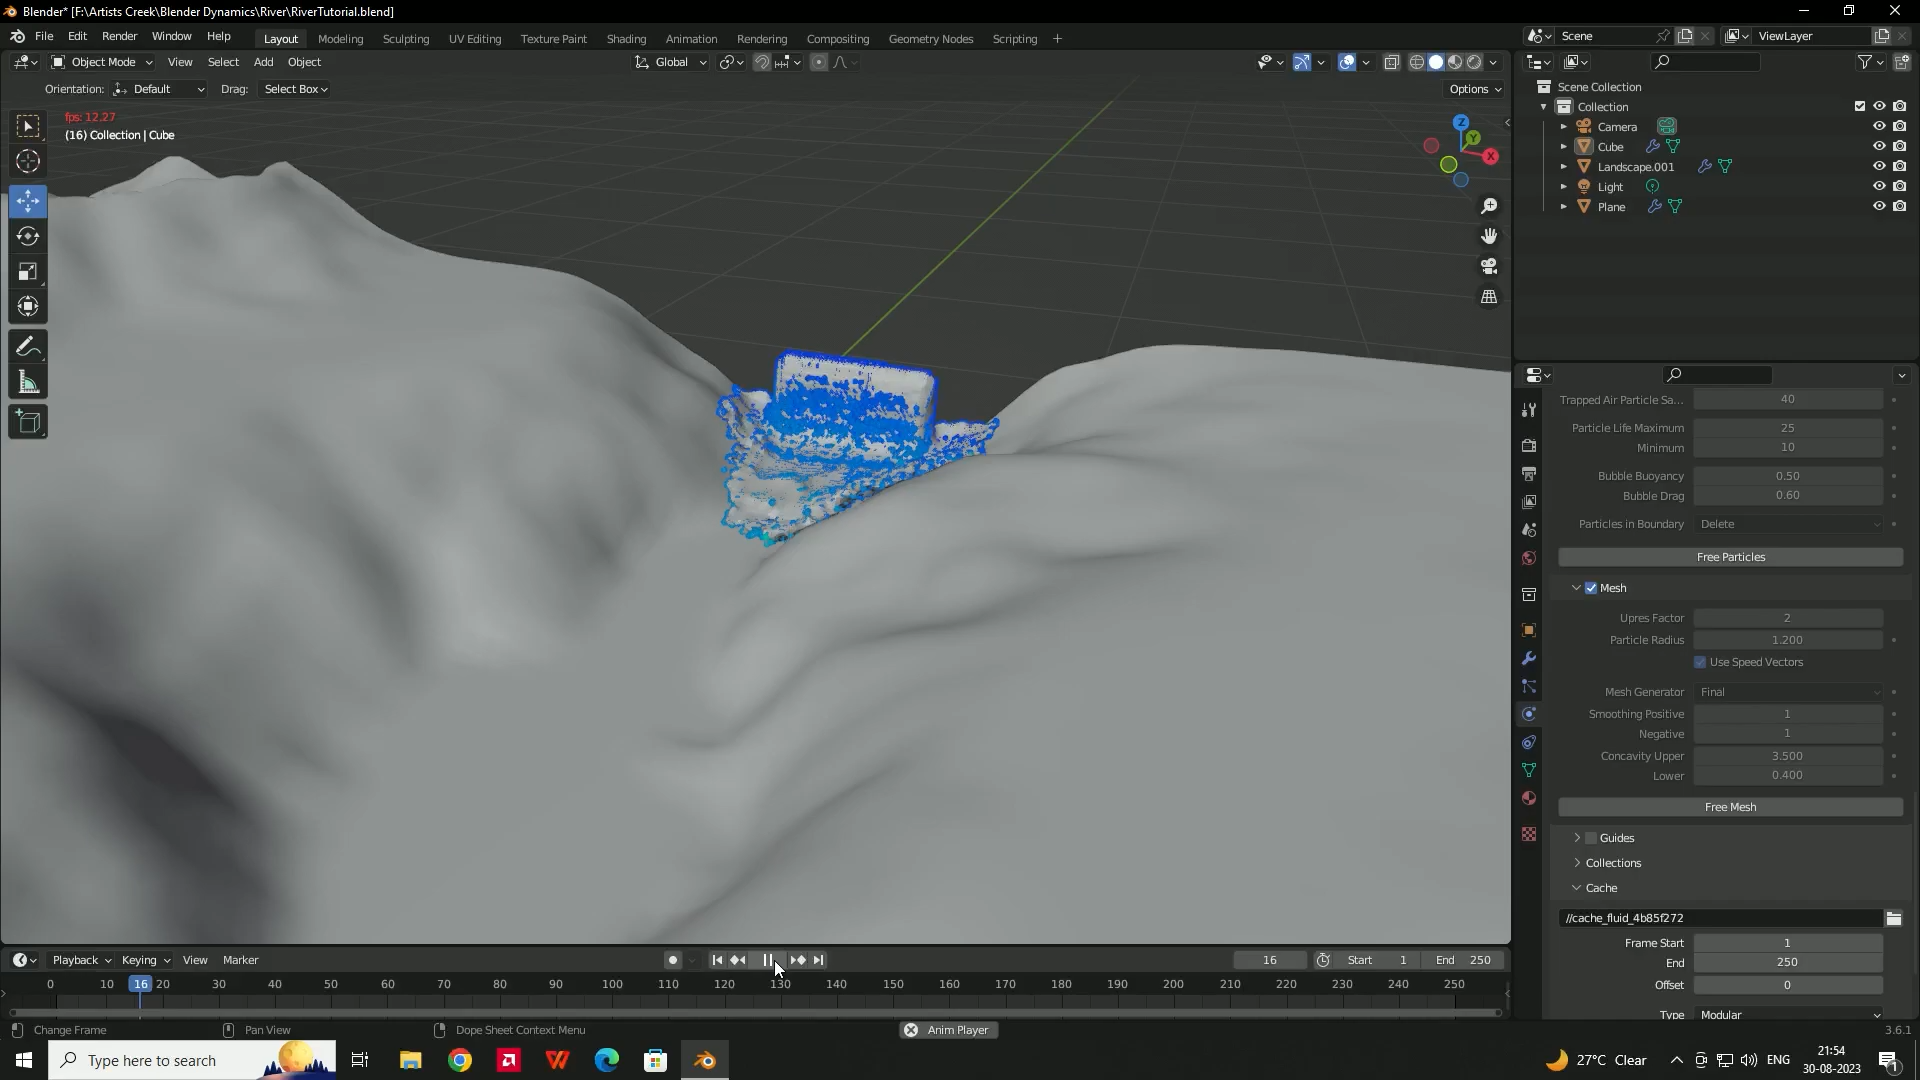 Blender* [F:\Artists Creek\Blender Dynamics\River\RiverTutorial.blend]
File Edit Render Window Help Layout Modeling Sculpting UV Editing Texture Paint Shading Animation Rendering Compositing Geometry Nodes Scripting + Scene ViewLayer
Object Mode View Select Add Object Global
Orientation: Default Drag: Select Box Options
fps: 12.27
(16) Collection | Cube
Z
Y
X
Scene Collection
Collection
Camera
Cube
Landscape.001
Light
Plane
Trapped Air Particle Sa... 40
Particle Life Maximum 25
Minimum 10
Bubble Buoyancy 0.50
Bubble Drag 0.60
Particles in Boundary Delete
Free Particles
Mesh
Upres Factor 2
Particle Radius 1.200
Use Speed Vectors
Mesh Generator Final
Smoothing Positive 1
Negative 1
Concavity Upper 3.500
Lower 0.400
Free Mesh
Guides
Collections
Cache
//cache_fluid_4b85f272
Frame Start 1
End 250
Offset 0
Type Modular
Playback Keying View Marker 16 Start 1 End 250
0 10 16 20 30 40 50 60 70 80 90 100 110 120 130 140 150 160 170 180 190 200 210 220 230 240 250
Change Frame Pan View Dope Sheet Context Menu Anim Player 3.6.1
Type here to search 27°C Clear ENG 21:54
30-08-2023 1